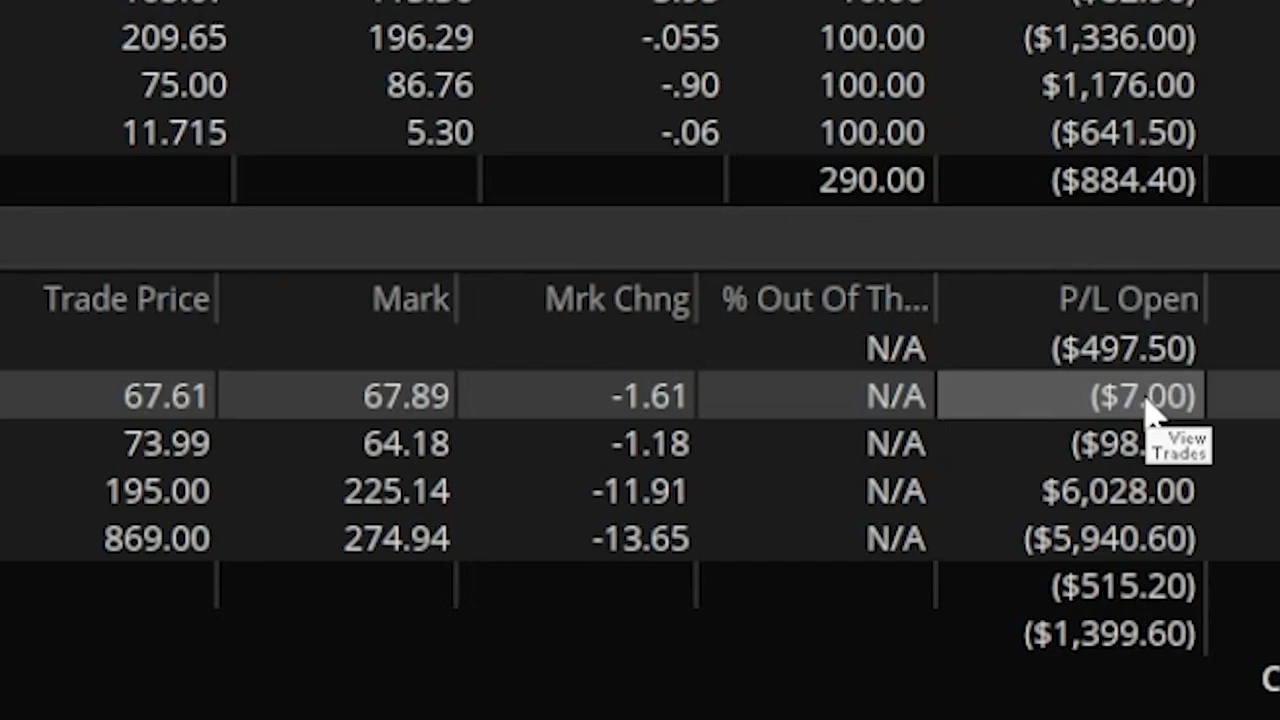 209.65 196.29 -.055 100.00 ($1,336.00)
75.00 86.76 -.90 100.00 $1,176.00
11.715 5.30 -.06 100.00 ($641.50)
290.00 ($884.40)
Trade Price Mark Mrk Chng % Out Of Th... P/L Open
N/A ($497.50)
67.61 67.89 -1.61 N/A ($7.00)
73.99 64.18 -1.18 N/A ($98.
View
Trades
195.00 225.14 -11.91 N/A $6,028.00
869.00 274.94 -13.65 N/A ($5,940.60)
($515.20)
($1,399.60)